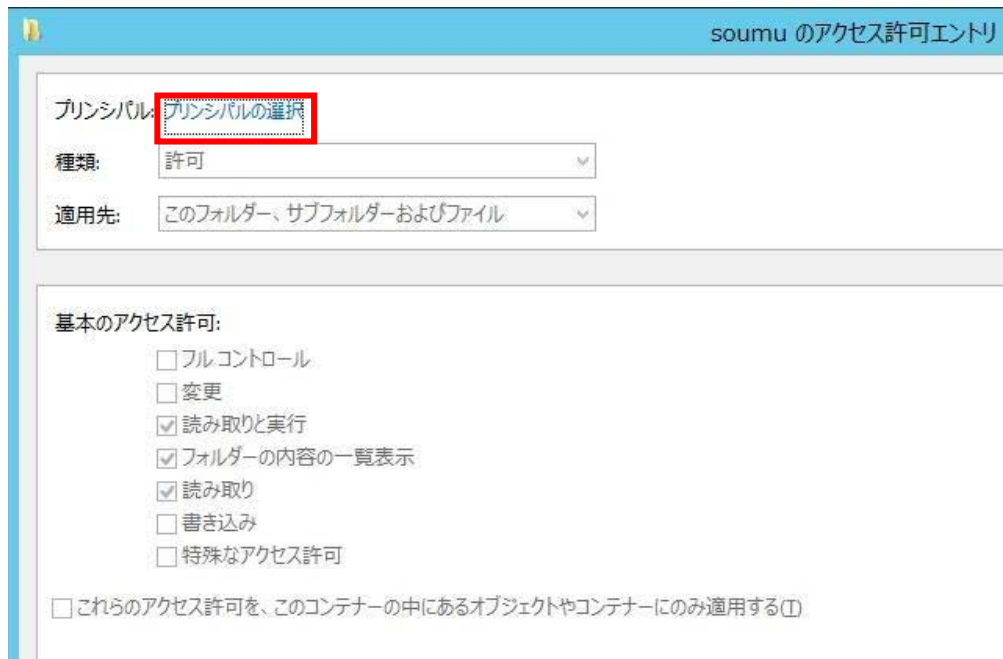 soumu のアクセス許可エントリ
プリンシパル: プリンシパルの選択
種類: 許可
適用先: このフォルダー、サブフォルダーおよびファイル
基本のアクセス許可:
フル コントロール
変更
読み取りと実行
フォルダーの内容の一覧表示
読み取り
書き込み
特殊なアクセス許可
これらのアクセス許可を、このコンテナーの中にあるオブジェクトやコンテナーにのみ適用する(T)